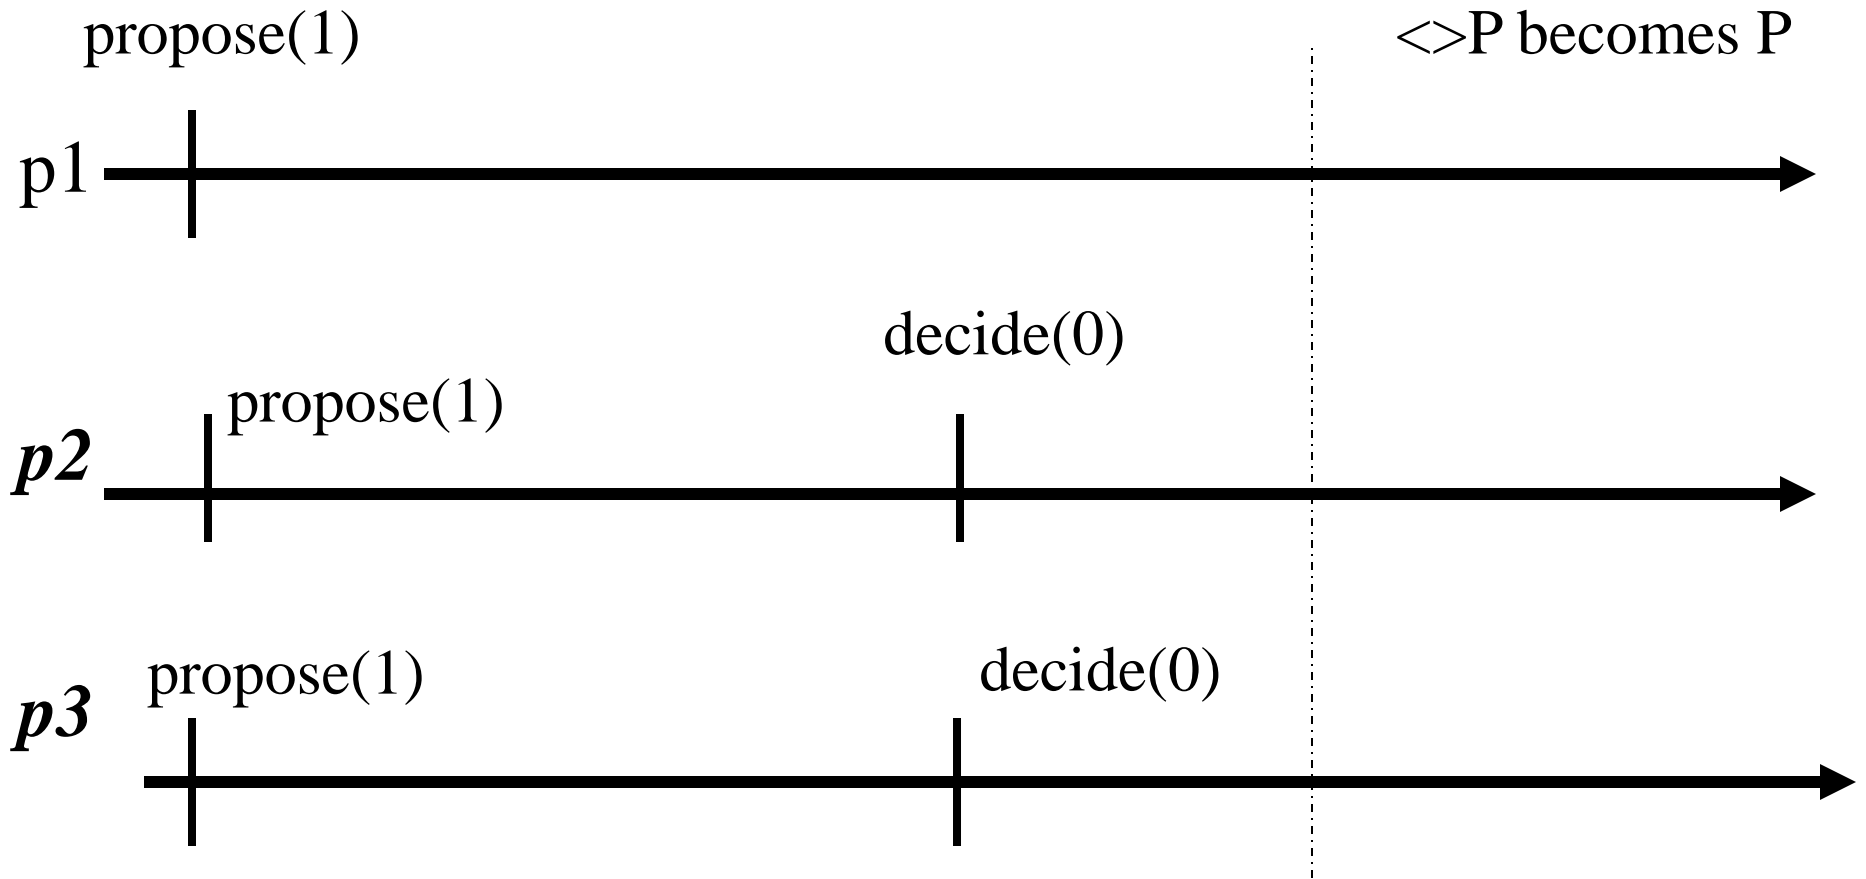 propose(1)
<>P becomes P
p1
decide(0)
propose(1)
p2
propose(1)
decide(0)
p3